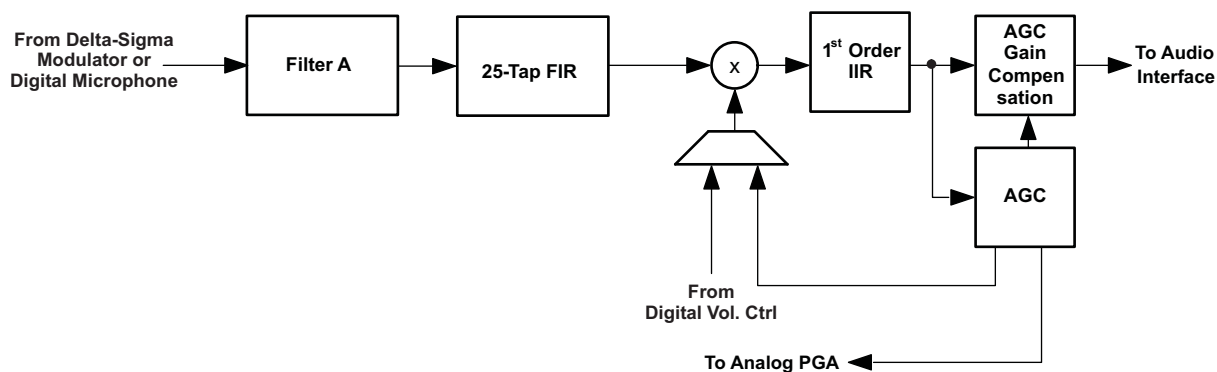 From Delta-Sigma
Modulator or
Digital Microphone
Filter A
25-Tap FIR
x
1st Order
IIR
AGC
Gain
Compen
sation
To Audio
Interface
AGC
From
Digital Vol. Ctrl
To Analog PGA